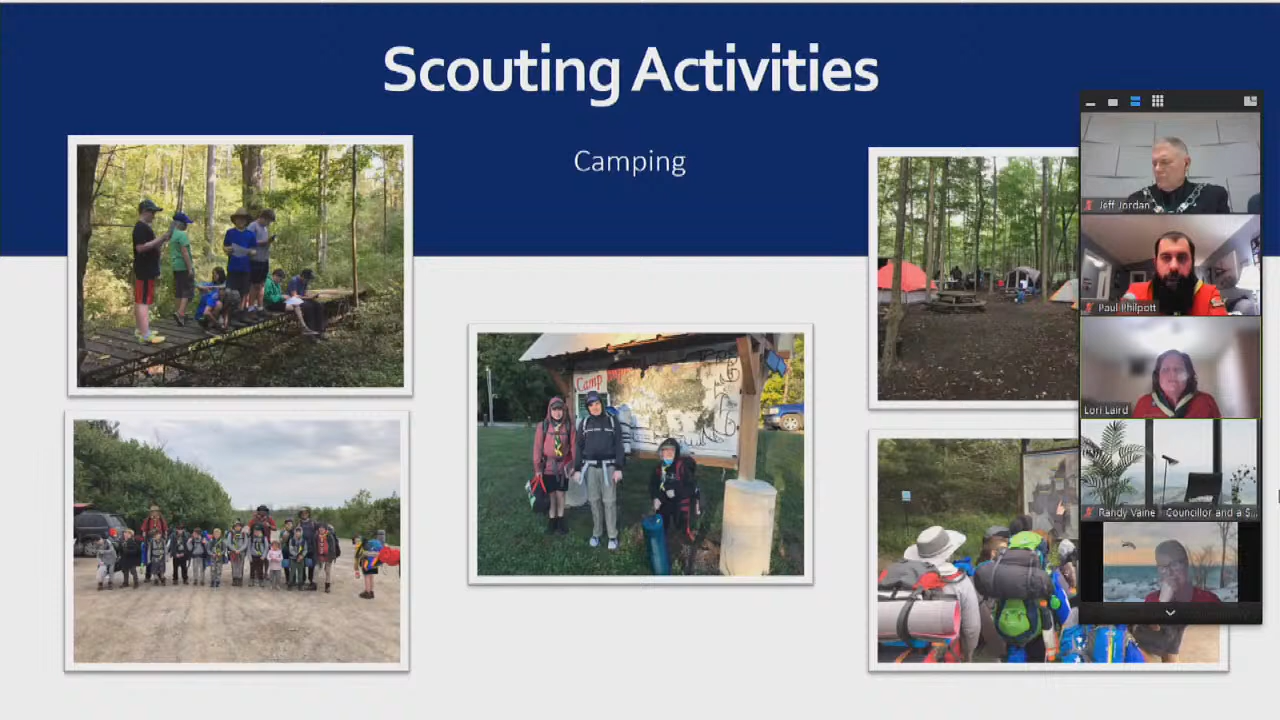 Scouting Activities
Camping
Camp
Jeff Jordan
Paul Philpott
Lori Laird
Randy Vaine Councillor and a S...